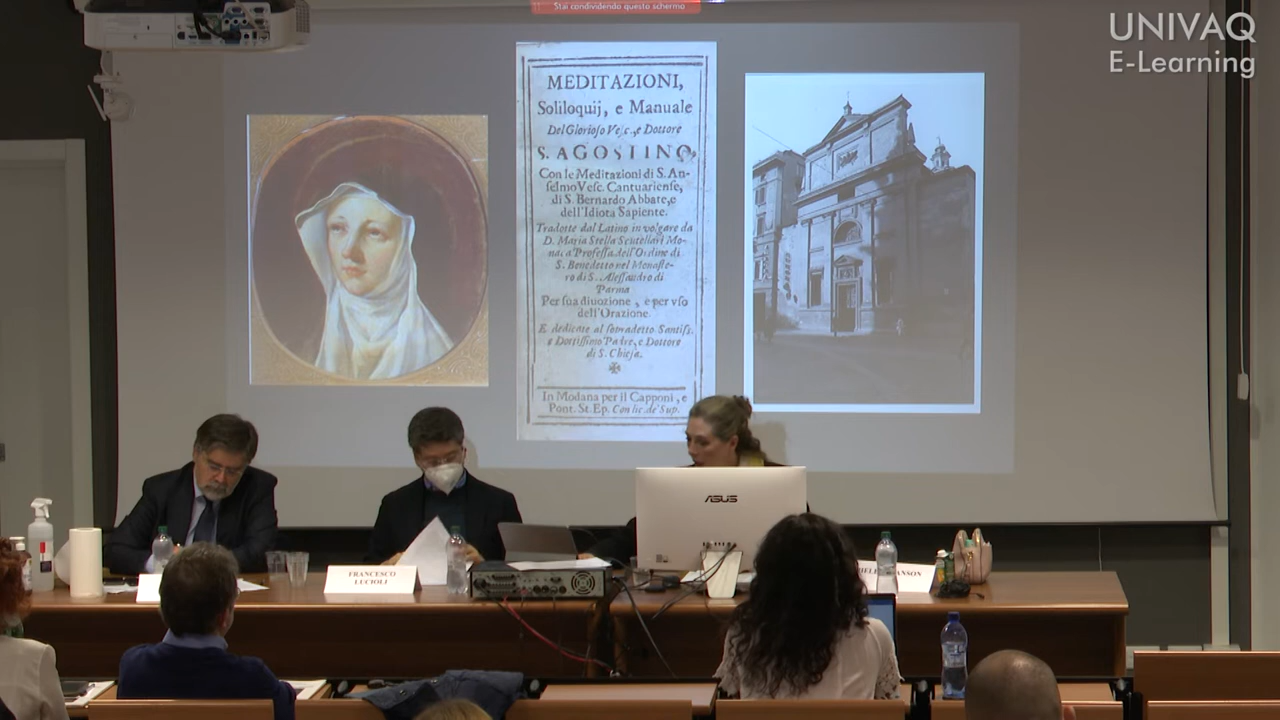 Stai condividendo questo schermo
UNIVAQ
E-Learning
MEDITAZIONI,
Soliloquij, e Manuale
Del Glorioso Vesc., e Dottore
S. AGOSTINO,
Con le Meditazioni di S. An-
selmo Vesc. Cantuariense,
di S. Bernardo Abbate, e
dell'Idiota Sapiente.
Tradotte dal Latino in volgare da
D. Maria Stella Scutellari Mo-
naca Professa dell'Ordine di
S. Benedetto nel Monaste-
ro di S. Alessandro di
Parma
Per sua divozione, e per vso
dell'Orazione.
E dedicate al sopradetto Santiss.
e Dottissimo Padre, e Dottore
di S. Chiesa.
In Modana per il Capponi, e
Pont. St. Ep. Con lic. de' Sup.
ASUS
FRANCESCO
LUCIOLI